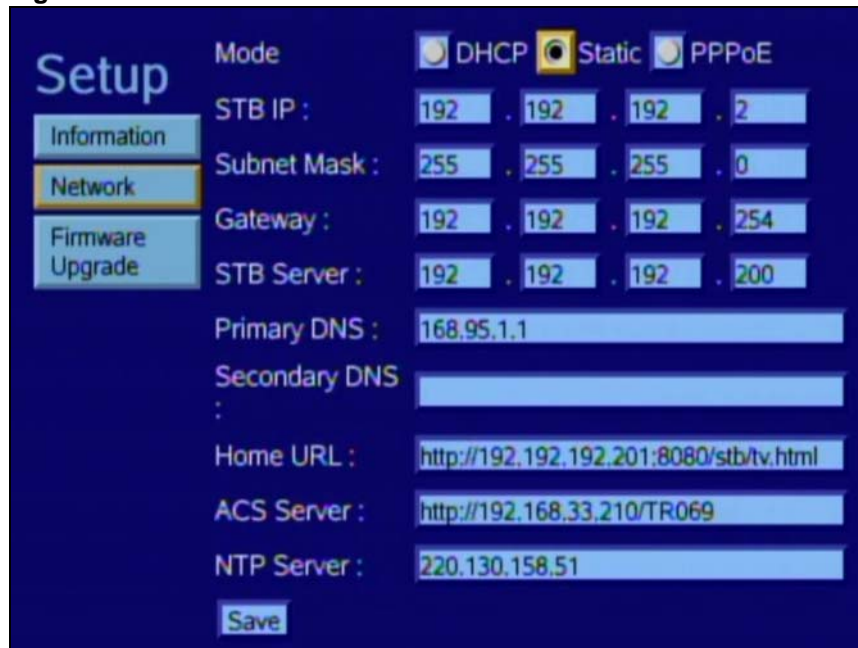 Setup
Information
Network
Firmware
Upgrade
Mode DHCP Static PPPoE
STB IP : 192 . 192 . 192 . 2
Subnet Mask : 255 . 255 . 255 . 0
Gateway : 192 . 192 . 192 . 254
STB Server : 192 . 192 . 192 . 200
Primary DNS : 168.95.1.1
Secondary DNS
:
Home URL : http://192.192.192.201:8080/stb/tv.html
ACS Server : http://192.168.33.210/TR069
NTP Server : 220.130.158.51
Save